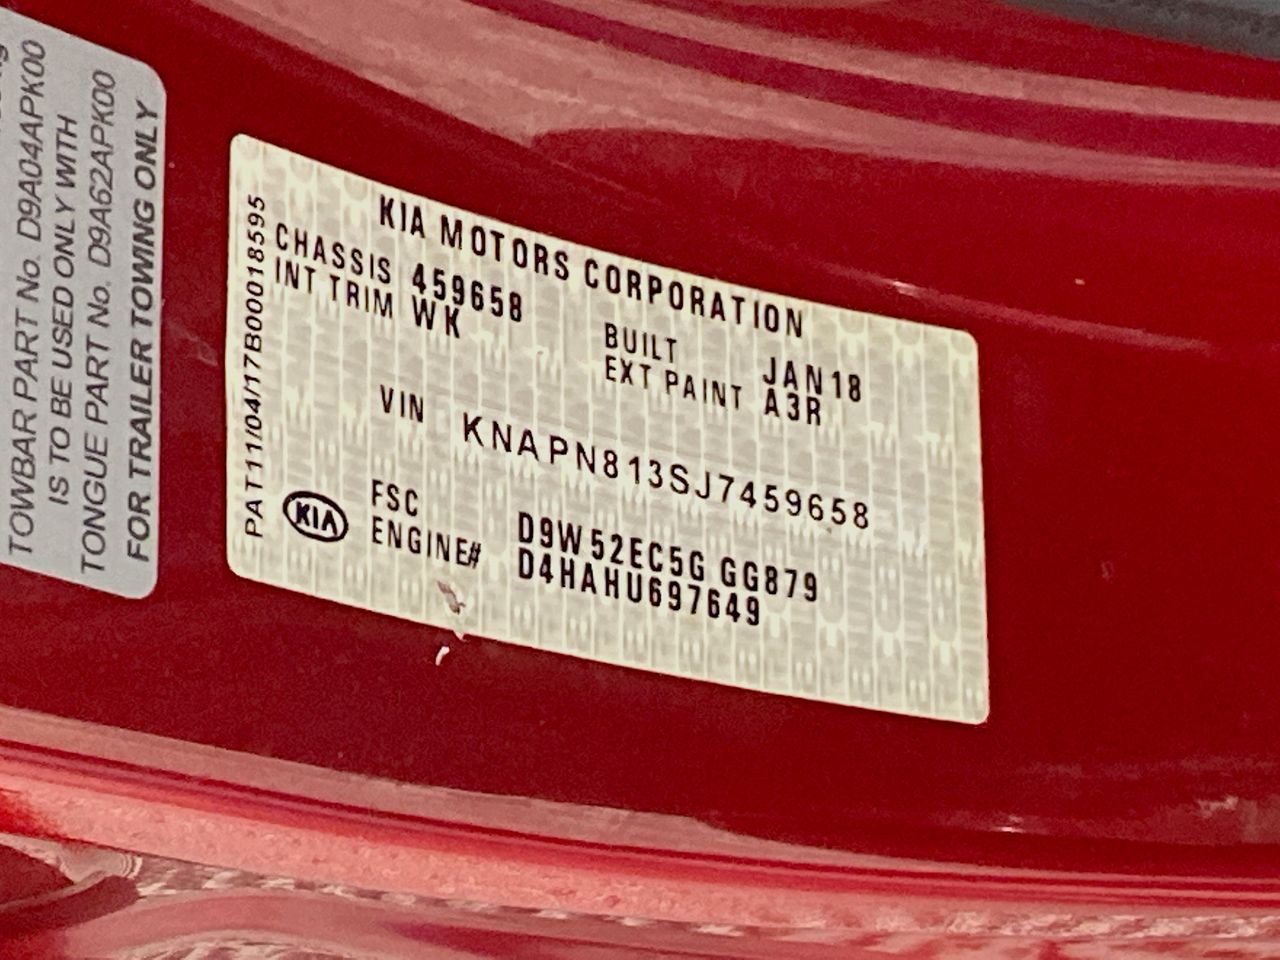 TOWBAR PART No. D9A04APK00
IS TO BE USED ONLY WITH
TONGUE PART No. D9A62APK00
FOR TRAILER TOWING ONLY
PAT11/04/17B00018595
KIA MOTORS CORPORATION
CHASSIS 459658 BUILT JAN18
INT TRIM WK EXT PAINT A3R
VIN KNAPN813SJ7459658
KIA
FSC D9W52EC5G GG879
ENGINE# D4HAHU697649